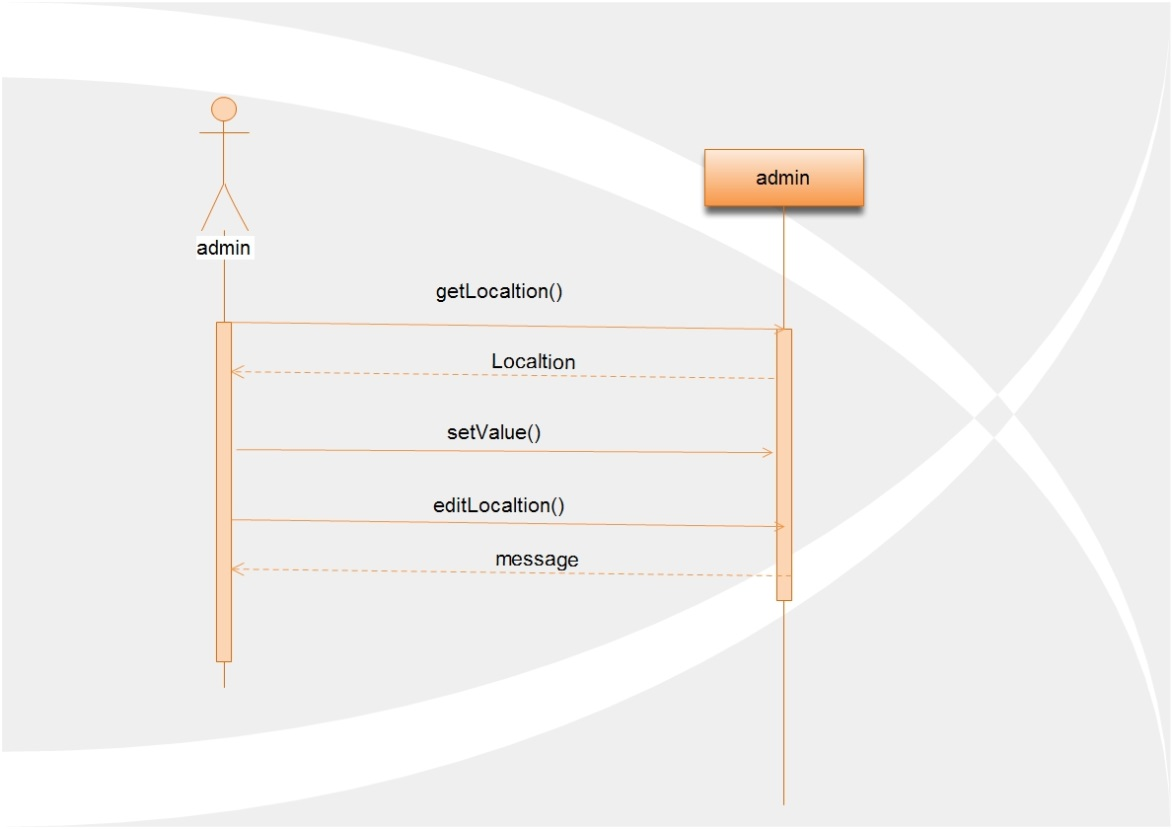 admin
admin
getLocaltion()
Localtion
setValue()
editLocaltion()
message